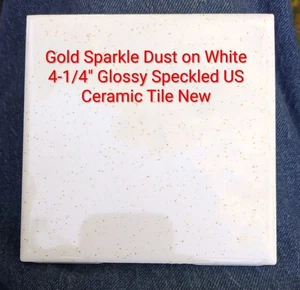 Gold Sparkle Dust on White
4-1/4" Glossy Speckled US
Ceramic Tile New